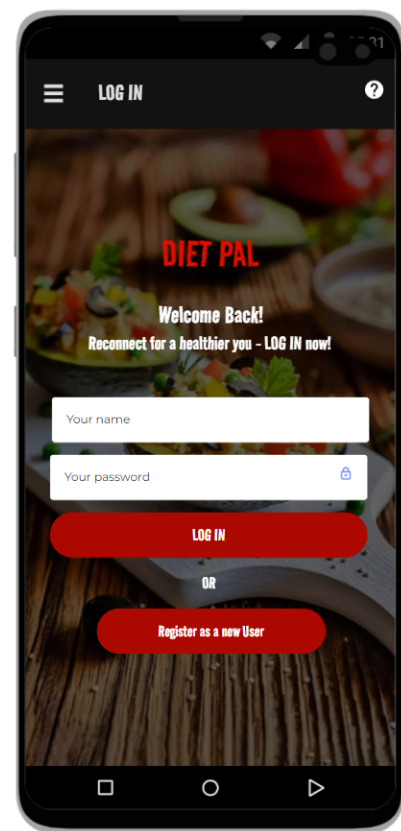 LOG IN
DIET PAL
Welcome Back!
Reconnect for a healthier you - LOG IN now!
Your name
Your password
LOG IN
OR
Register as a new User